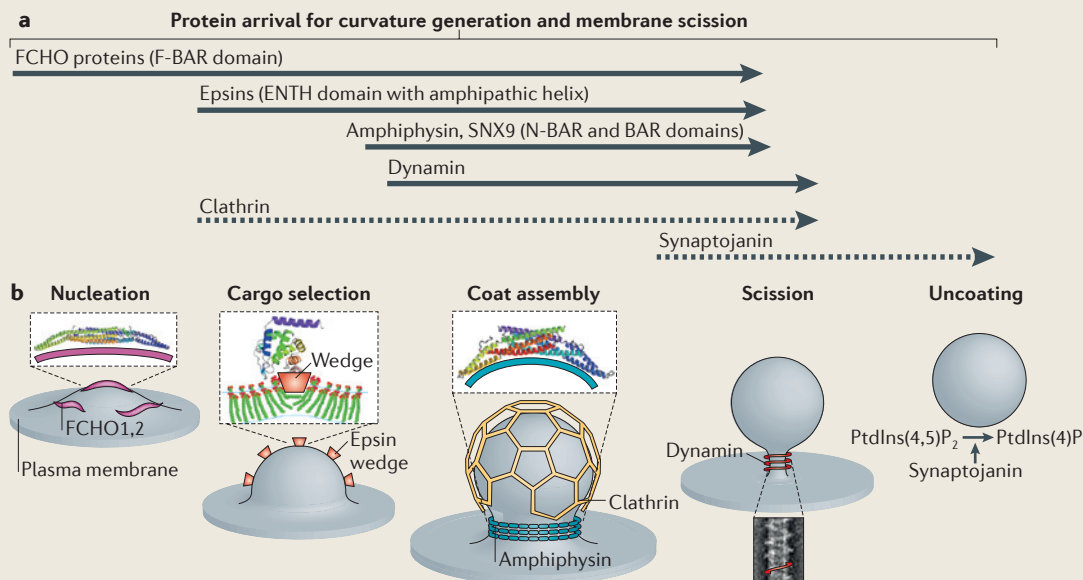 a
Protein arrival for curvature generation and membrane scission
FCHO proteins (F-BAR domain)
Epsins (ENTH domain with amphipathic helix)
Amphiphysin, SNX9 (N-BAR and BAR domains)
Dynamin
Clathrin
Synaptojanin
b
Nucleation
Cargo selection
Coat assembly
Scission
Uncoating
Wedge
FCHO1,2
Plasma membrane
Epsin
wedge
Clathrin
Amphiphysin
Dynamin
PtdIns(4,5)P₂ → PtdIns(4)P
Synaptojanin